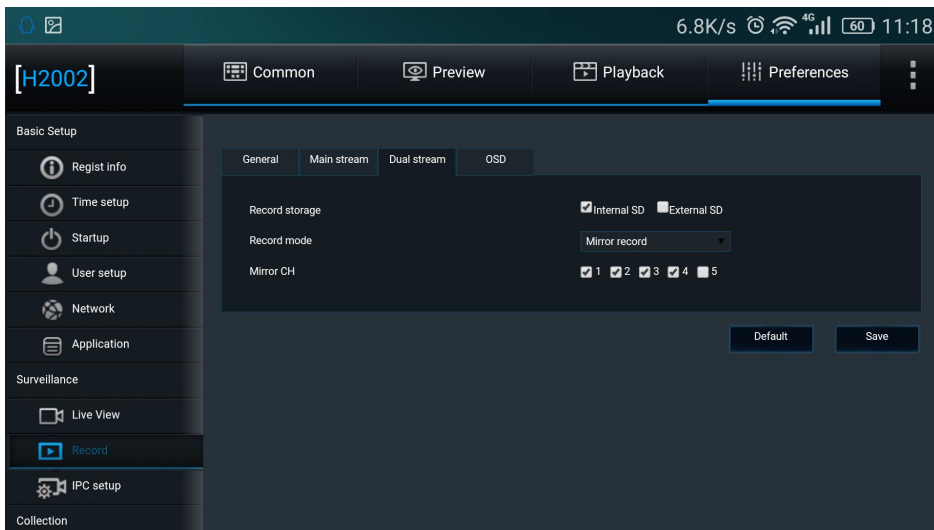 6.8K/s 4G 60 11:18
[H2002] Common Preview Playback Preferences
Basic Setup
Regist info
Time setup
Startup
User setup
Network
Application
Surveillance
Live View
Record
IPC setup
Collection
General Main stream Dual stream OSD
Record storage Internal SD External SD
Record mode Mirror record
Mirror CH 1 2 3 4 5
Default Save